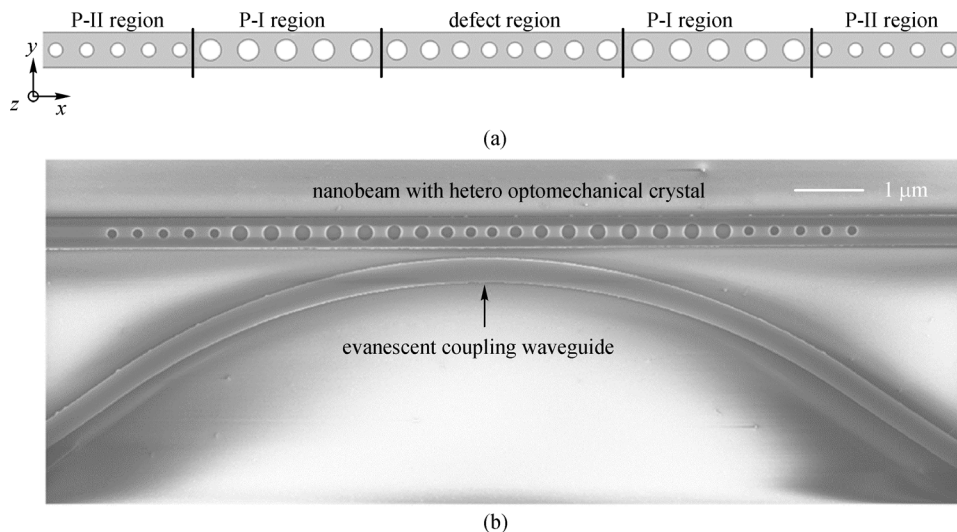 P-II region P-I region defect region P-I region P-II region
y
z x
(a)
nanobeam with hetero optomechanical crystal 1 μm
evanescent coupling waveguide
(b)